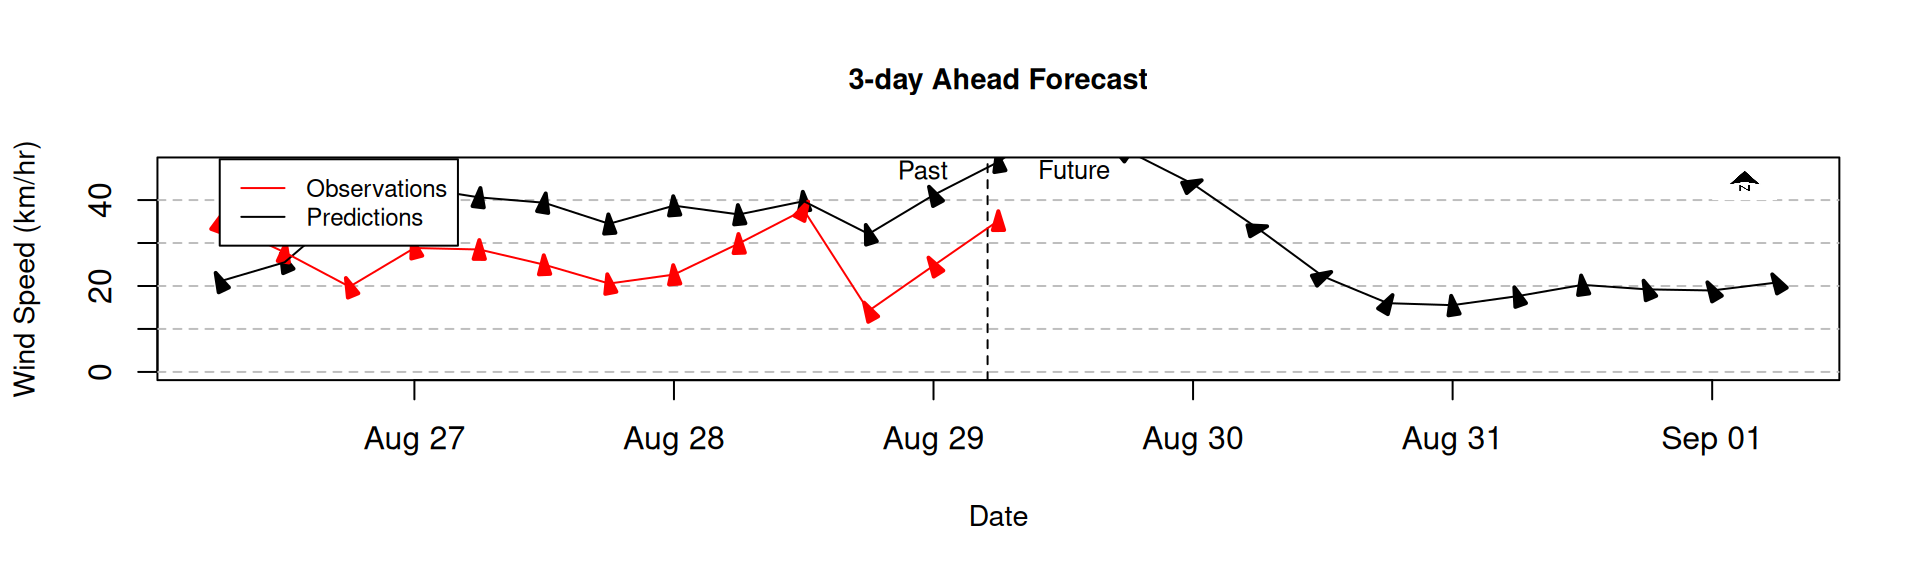 3-day Ahead Forecast
Wind Speed (km/hr)
40
20
0
Observations
Predictions
Past
Future
N
Aug 27
Aug 28
Aug 29
Aug 30
Aug 31
Sep 01
Date